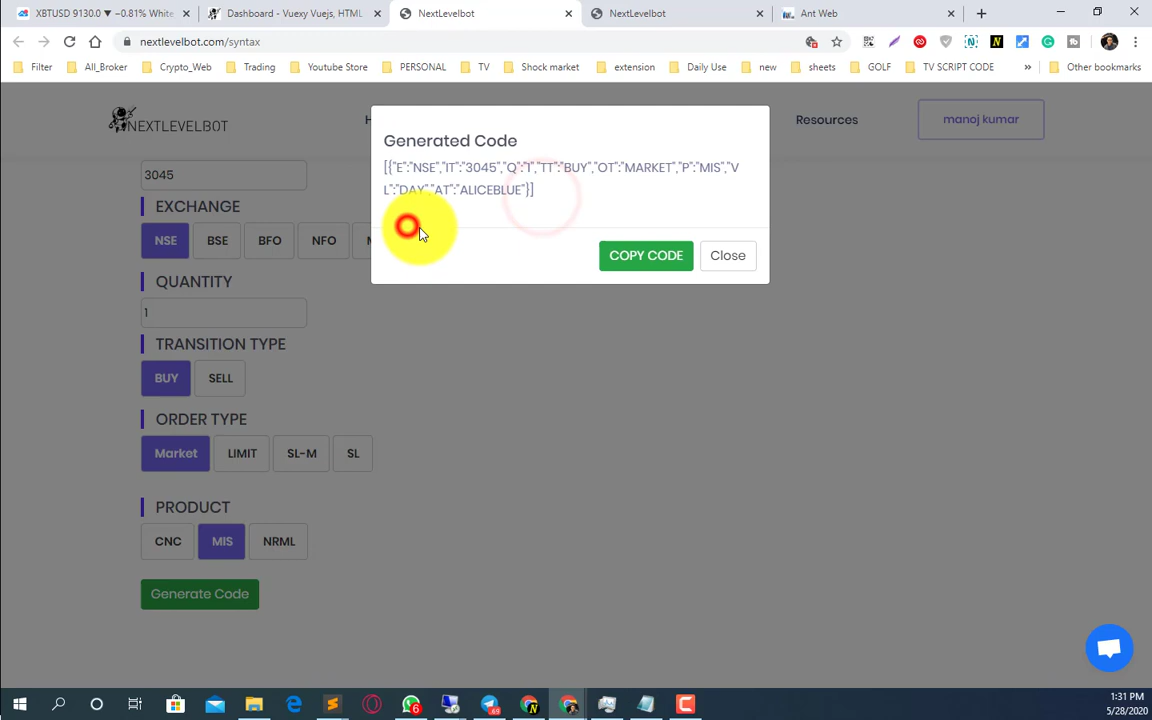 XBTUSD 9130.0 ▼ −0.81% White
Dashboard - Vuexy Vuejs, HTML
NextLevelbot
NextLevelbot
Ant Web
nextlevelbot.com/syntax
Filter
All_Broker
Crypto_Web
Trading
Youtube Store
PERSONAL
TV
Shock market
extension
Daily Use
new
sheets
GOLF
TV SCRIPT CODE
»
Other bookmarks
NEXTLEVELBOT
H
Resources
manoj kumar
Generated Code
[{"E":"NSE","IT":"3045","Q":"1","TT":"BUY","OT":"MARKET","P":"MIS","V
L":"DAY","AT":"ALICEBLUE"}]
COPY CODE
Close
3045
EXCHANGE
NSE
BSE
BFO
NFO
M
QUANTITY
1
TRANSITION TYPE
BUY
SELL
ORDER TYPE
Market
LIMIT
SL-M
SL
PRODUCT
CNC
MIS
NRML
Generate Code
1:31 PM
5/28/2020